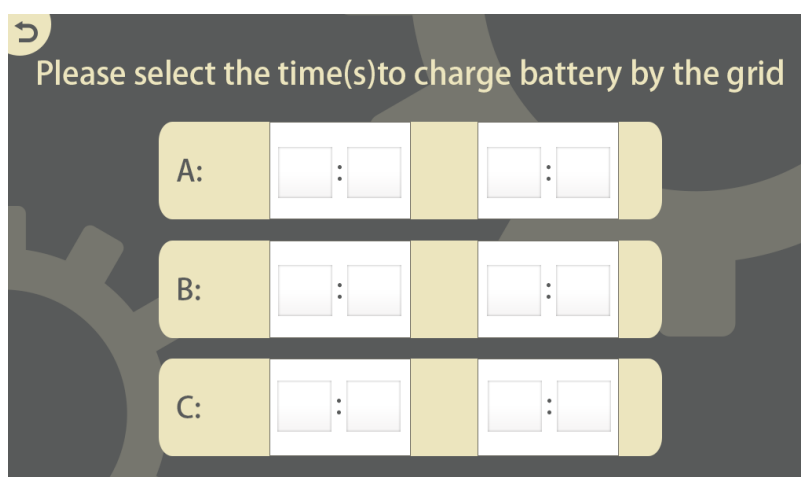 Please select the time(s)to charge battery by the grid
A: : :
B: : :
C: : :